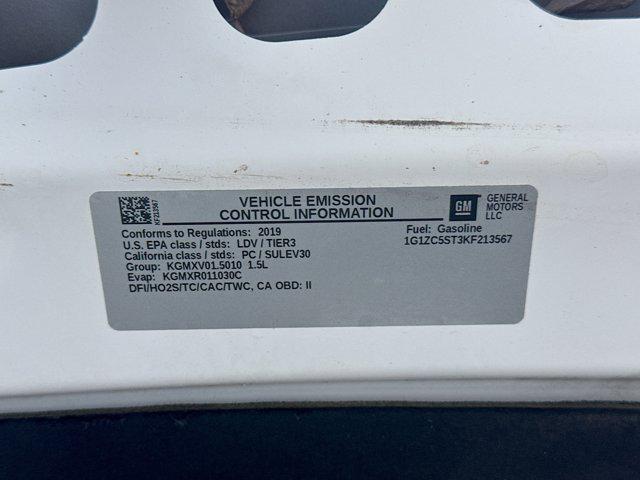 VEHICLE EMISSION
CONTROL INFORMATION
KF213567
GM
GENERAL
MOTORS
LLC
Conforms to Regulations: 2019
Fuel: Gasoline
U.S. EPA class / stds: LDV / TIER3
1G1ZC5ST3KF213567
California class / stds: PC / SULEV30
Group: KGMXV01.5010 1.5L
Evap: KGMXR011030C
DFI/HO2S/TC/CAC/TWC, CA OBD: II